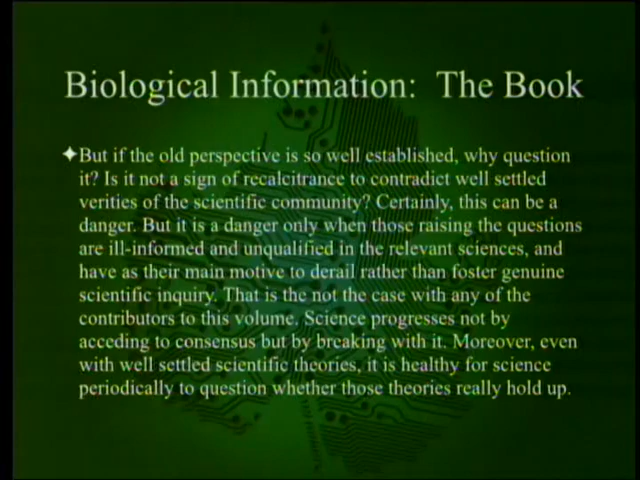 Biological Information: The Book
But if the old perspective is so well established, why question
it? Is it not a sign of recalcitrance to contradict well settled
verities of the scientific community? Certainly, this can be a
danger. But it is a danger only when those raising the questions
are ill-informed and unqualified in the relevant sciences, and
have as their main motive to derail rather than foster genuine
scientific inquiry. That is the not the case with any of the
contributors to this volume. Science progresses not by
acceding to consensus but by breaking with it. Moreover, even
with well settled scientific theories, it is healthy for science
periodically to question whether those theories really hold up.